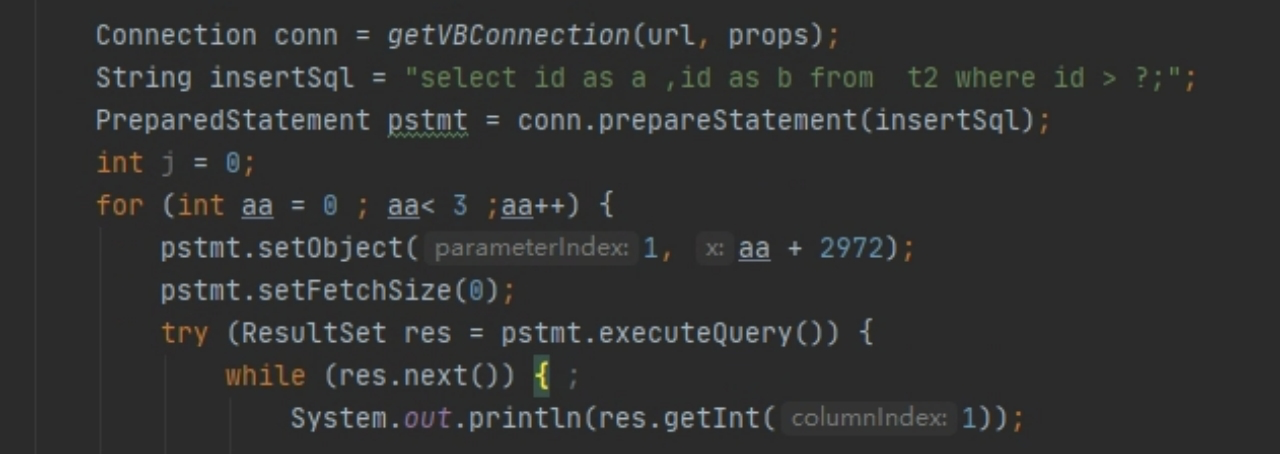 Connection conn = getVBConnection(url, props);
String insertSql = "select id as a ,id as b from  t2 where id > ?;";
PreparedStatement pstmt = conn.prepareStatement(insertSql);
int j = 0;
for (int aa = 0 ; aa< 3 ;aa++) {
pstmt.setObject( parameterIndex: 1, x: aa + 2972);
pstmt.setFetchSize(0);
try (ResultSet res = pstmt.executeQuery()) {
while (res.next()) { ;
System.out.println(res.getInt( columnIndex: 1));